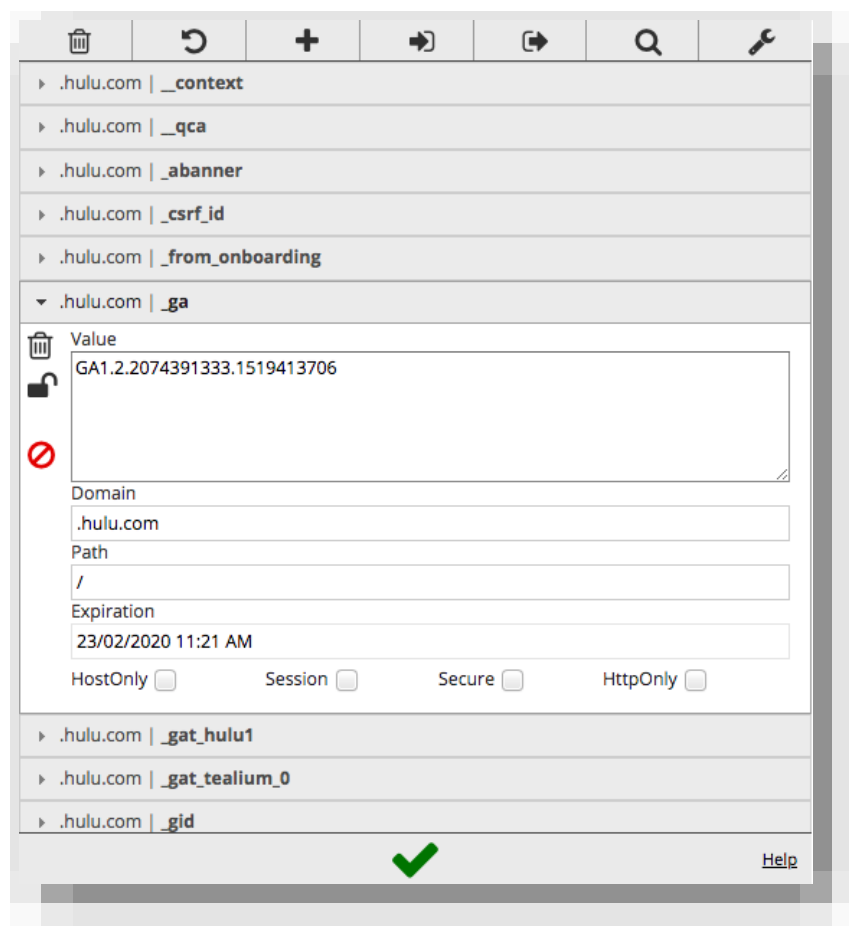 .hulu.com | __context
.hulu.com | __qca
.hulu.com | _abanner
.hulu.com | _csrf_id
.hulu.com | _from_onboarding
.hulu.com | _ga
Value
GA1.2.2074391333.1519413706
Domain
.hulu.com
Path
/
Expiration
23/02/2020 11:21 AM
HostOnly Session Secure HttpOnly
.hulu.com | _gat_hulu1
.hulu.com | _gat_tealium_0
.hulu.com | _gid
Help